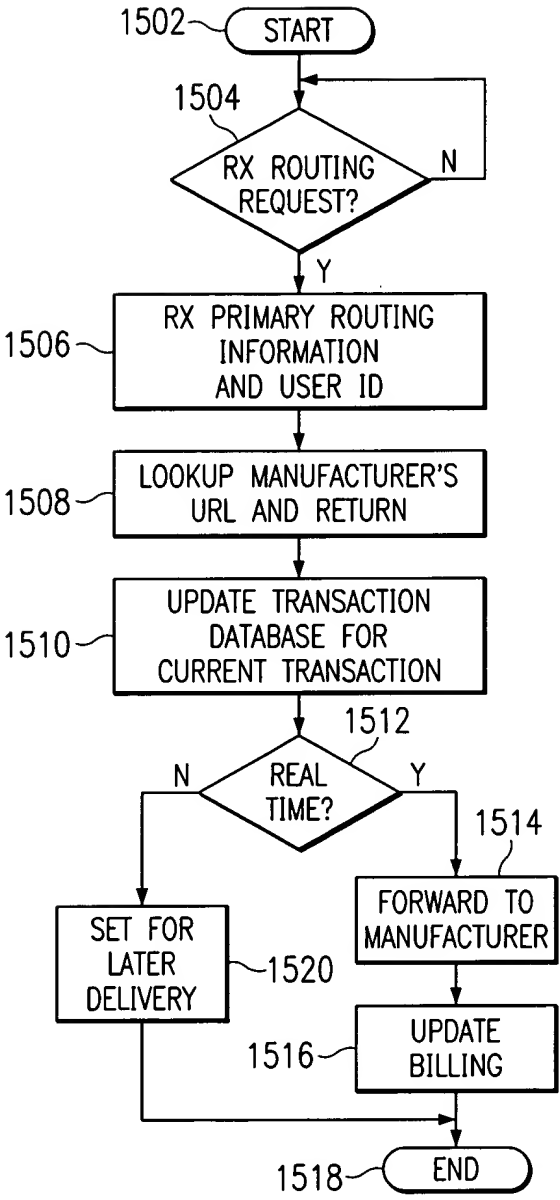 1502
START
1504
RX ROUTING
REQUEST?
N
Y
RX PRIMARY ROUTING
INFORMATION
AND USER ID
1506
LOOKUP MANUFACTURER'S
URL AND RETURN
1508
UPDATE TRANSACTION
DATABASE FOR
CURRENT TRANSACTION
1510
1512
N
REAL
TIME?
Y
1514
FORWARD TO
MANUFACTURER
SET FOR
LATER
DELIVERY
1520
UPDATE
BILLING
1516
1518
END